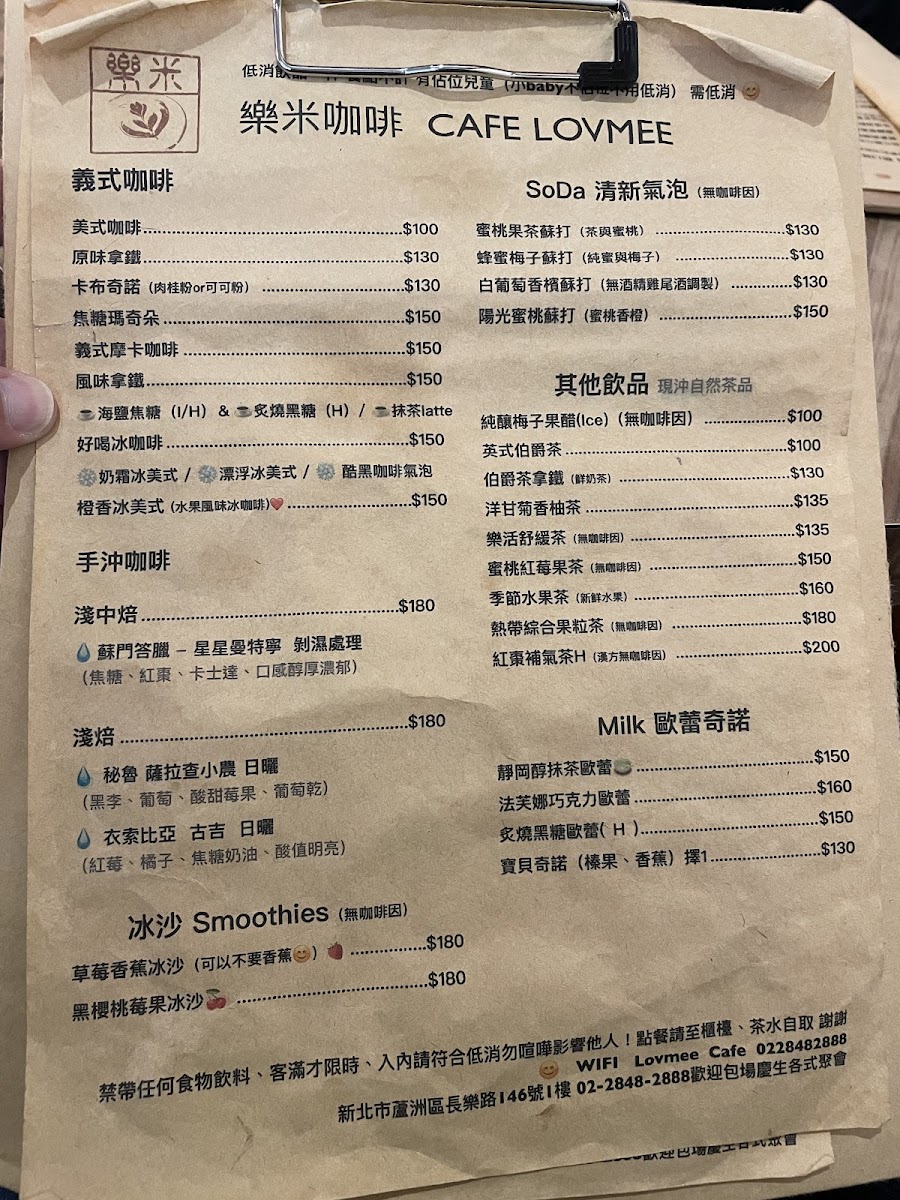 樂米
低消飲品 有佔位兒童 (小baby不佔位不用低消) 需低消 😊
樂米咖啡 CAFE LOVMEE
義式咖啡
美式咖啡....................$100
原味拿鐵....................$130
卡布奇諾 (肉桂粉or可可粉) ....................$130
焦糖瑪奇朵....................$150
義式摩卡咖啡 ....................$150
風味拿鐵....................$150
☕海鹽焦糖 (I/H) & ☕炙燒黑糖 (H) / ☕抹茶latte
好喝冰咖啡....................$150
❄️奶霜冰美式 / ❄️漂浮冰美式 / ❄️ 酷黑咖啡氣泡
橙香冰美式 (水果風味冰咖啡)❤️....................$150
手沖咖啡
淺中焙....................$180
💧蘇門答臘 – 星星曼特寧 剝濕處理
(焦糖、紅棗、卡士達、口感醇厚濃郁)
淺焙....................$180
💧 秘魯 薩拉查小農 日曬
(黑李、葡萄、酸甜莓果、葡萄乾)
💧 衣索比亞 古吉 日曬
(紅莓、橘子、焦糖奶油、酸值明亮)
冰沙 Smoothies (無咖啡因)
草莓香蕉冰沙 (可以不要香蕉😊) 🍓 ....................$180
黑櫻桃莓果冰沙🍒 ....................$180
SoDa 清新氣泡 (無咖啡因)
蜜桃果茶蘇打 (茶與蜜桃) ....................$130
蜂蜜梅子蘇打 (純蜜與梅子) ....................$130
白葡萄香檳蘇打 (無酒精雞尾酒調製) ....................$130
陽光蜜桃蘇打 (蜜桃香橙) ....................$150
其他飲品 現沖自然茶品
純釀梅子果醋(Ice) (無咖啡因) ....................$100
英式伯爵茶....................$100
伯爵茶拿鐵 (鮮奶茶) ....................$130
洋甘菊香柚茶....................$135
樂活舒緩茶 (無咖啡因) ....................$135
蜜桃紅莓果茶 (無咖啡因) ....................$150
季節水果茶 (新鮮水果) ....................$160
熱帶綜合果粒茶 (無咖啡因) ....................$180
紅棗補氣茶H (漢方無咖啡因) ....................$200
Milk 歐蕾奇諾
靜岡醇抹茶歐蕾🍵....................$150
法芙娜巧克力歐蕾....................$160
炙燒黑糖歐蕾( H )....................$150
寶貝奇諾 (榛果、香蕉) 擇1....................$130
禁帶任何食物飲料、客滿才限時、入內請符合低消勿喧嘩影響他人！點餐請至櫃檯、茶水自取 謝謝
😊 WIFI Lovmee Cafe 0228482888
新北市蘆洲區長樂路146號1樓 02-2848-2888歡迎包場慶生各式聚會
歡迎包場慶生各式聚會